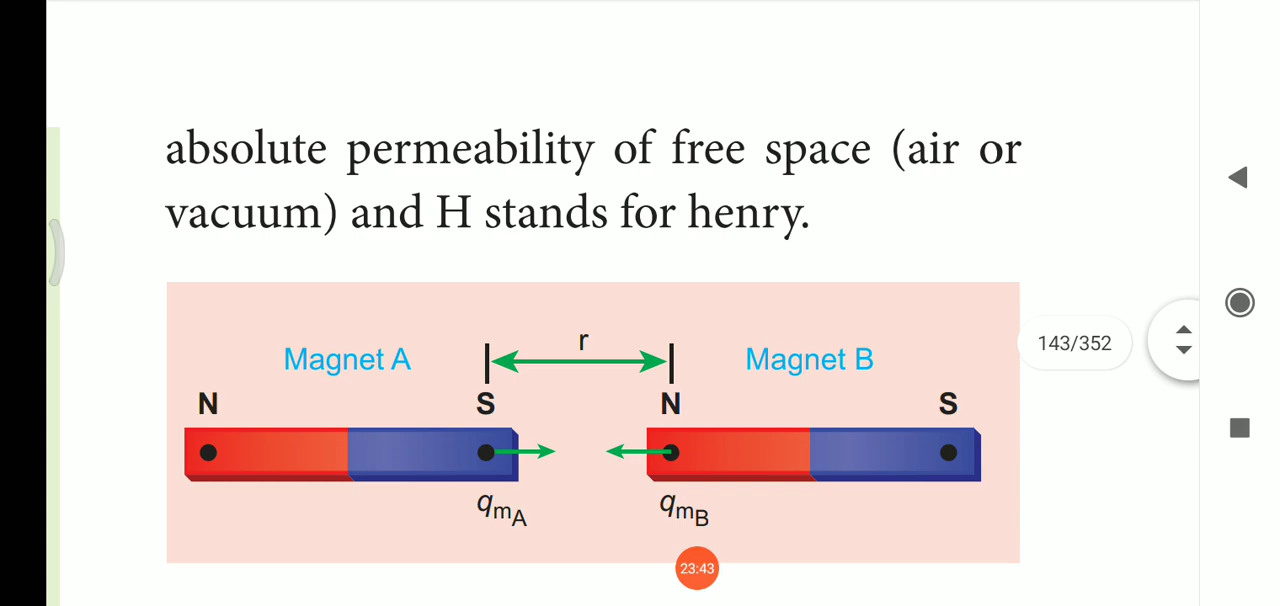 absolute permeability of free space (air or
vacuum) and H stands for henry.
r
Magnet A Magnet B
143/352
N S N S
qmA qmB
23:43